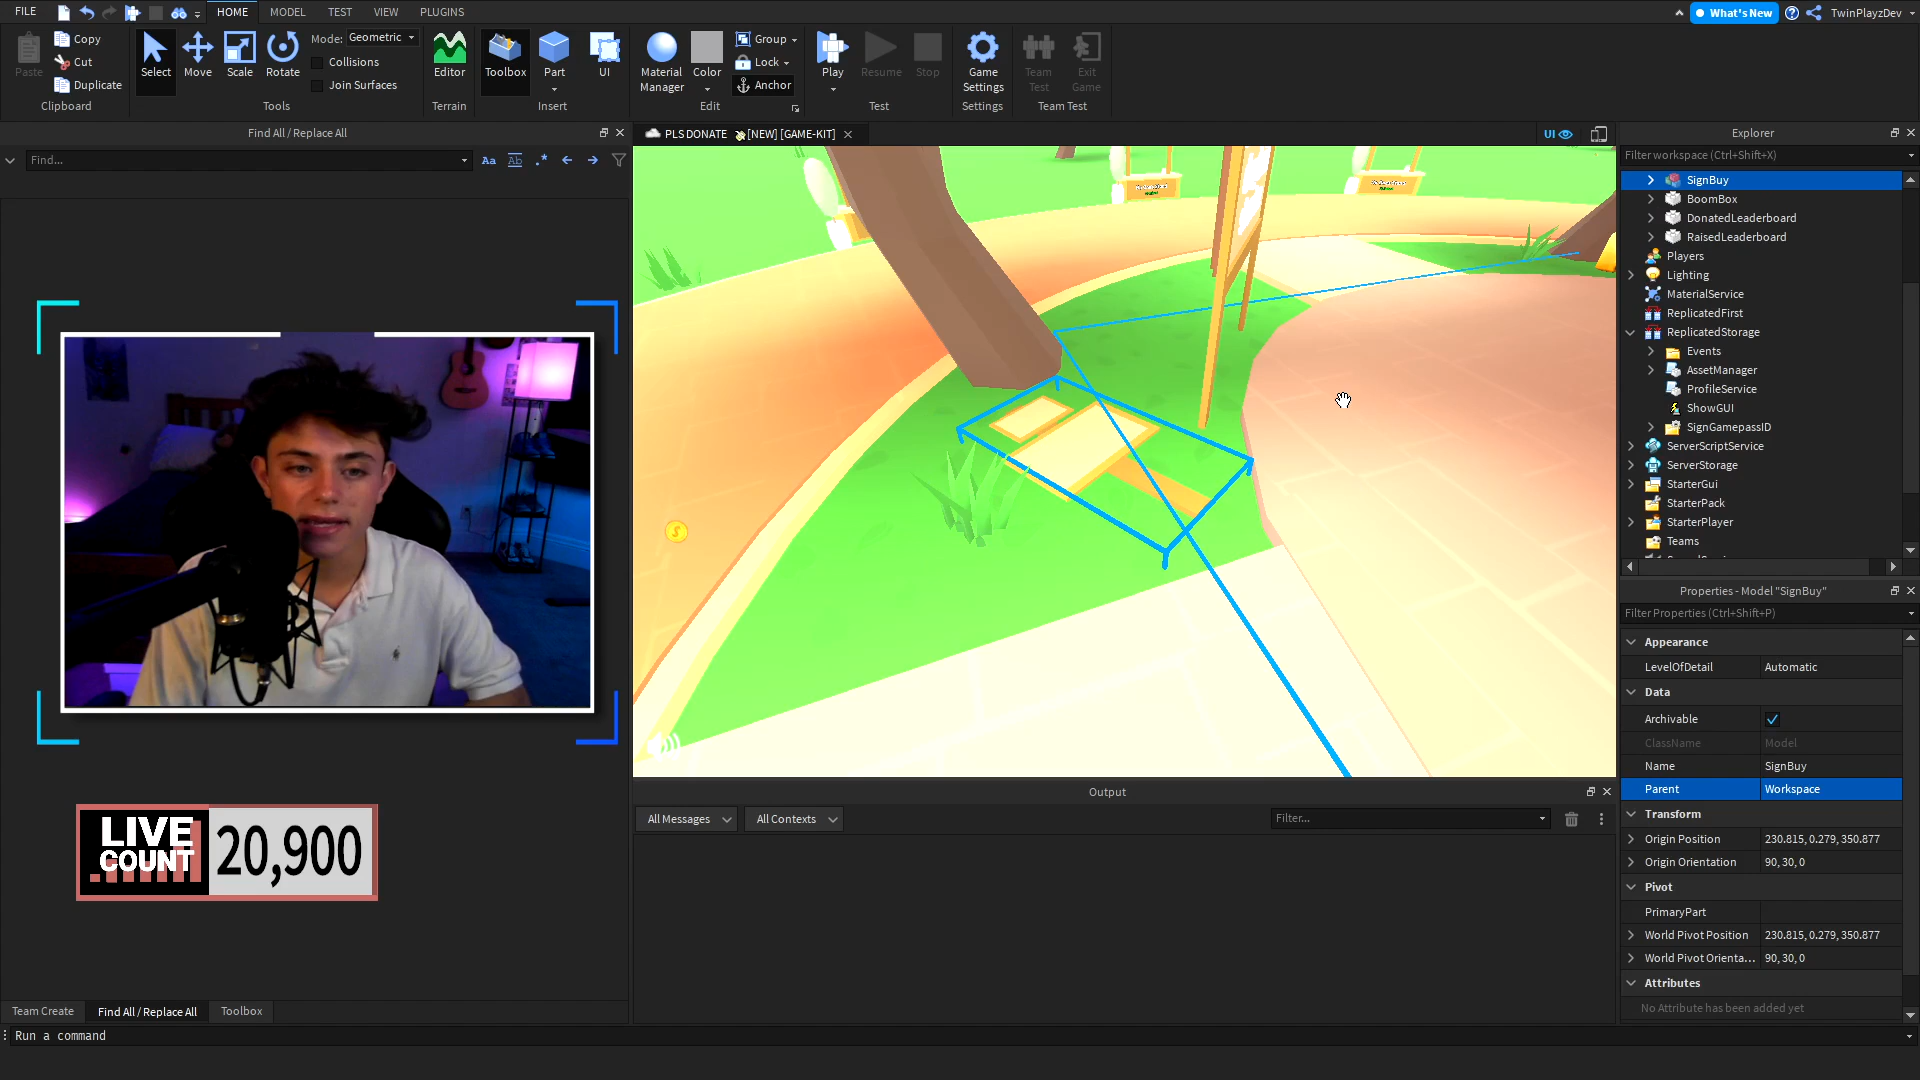 FILE
HOME
MODEL
TEST
VIEW
PLUGINS
What's New
TwinPlayzDev
Paste
Copy
Cut
Duplicate
Clipboard
Select
Move
Scale
Rotate
Mode: Geometric
Collisions
Join Surfaces
Tools
Editor
Terrain
Toolbox
Part
UI
Insert
Material
Manager
Color
Group
Lock
Anchor
Edit
Play
Resume
Stop
Test
Game
Settings
Settings
Team
Test
Exit
Game
Team Test
Find All / Replace All
Find...
Aa
Ab
.*
PLS DONATE
[NEW] [GAME-KIT]
UI
Explorer
Filter workspace (Ctrl+Shift+X)
SignBuy
BoomBox
DonatedLeaderboard
RaisedLeaderboard
Players
Lighting
MaterialService
ReplicatedFirst
ReplicatedStorage
Events
AssetManager
ProfileService
ShowGUI
SignGamepassID
ServerScriptService
ServerStorage
StarterGui
StarterPack
StarterPlayer
Teams
Properties - Model "SignBuy"
Filter Properties (Ctrl+Shift+P)
Appearance
LevelOfDetail Automatic
Data
Archivable
ClassName Model
Name SignBuy
Parent Workspace
Transform
Origin Position 230.815, 0.279, 350.877
Origin Orientation 90, 30, 0
Pivot
PrimaryPart
World Pivot Position 230.815, 0.279, 350.877
World Pivot Orienta... 90, 30, 0
Attributes
No Attribute has been added yet
LIVE
COUNT
20,900
Output
All Messages
All Contexts
Filter...
Team Create
Find All / Replace All
Toolbox
Run a command